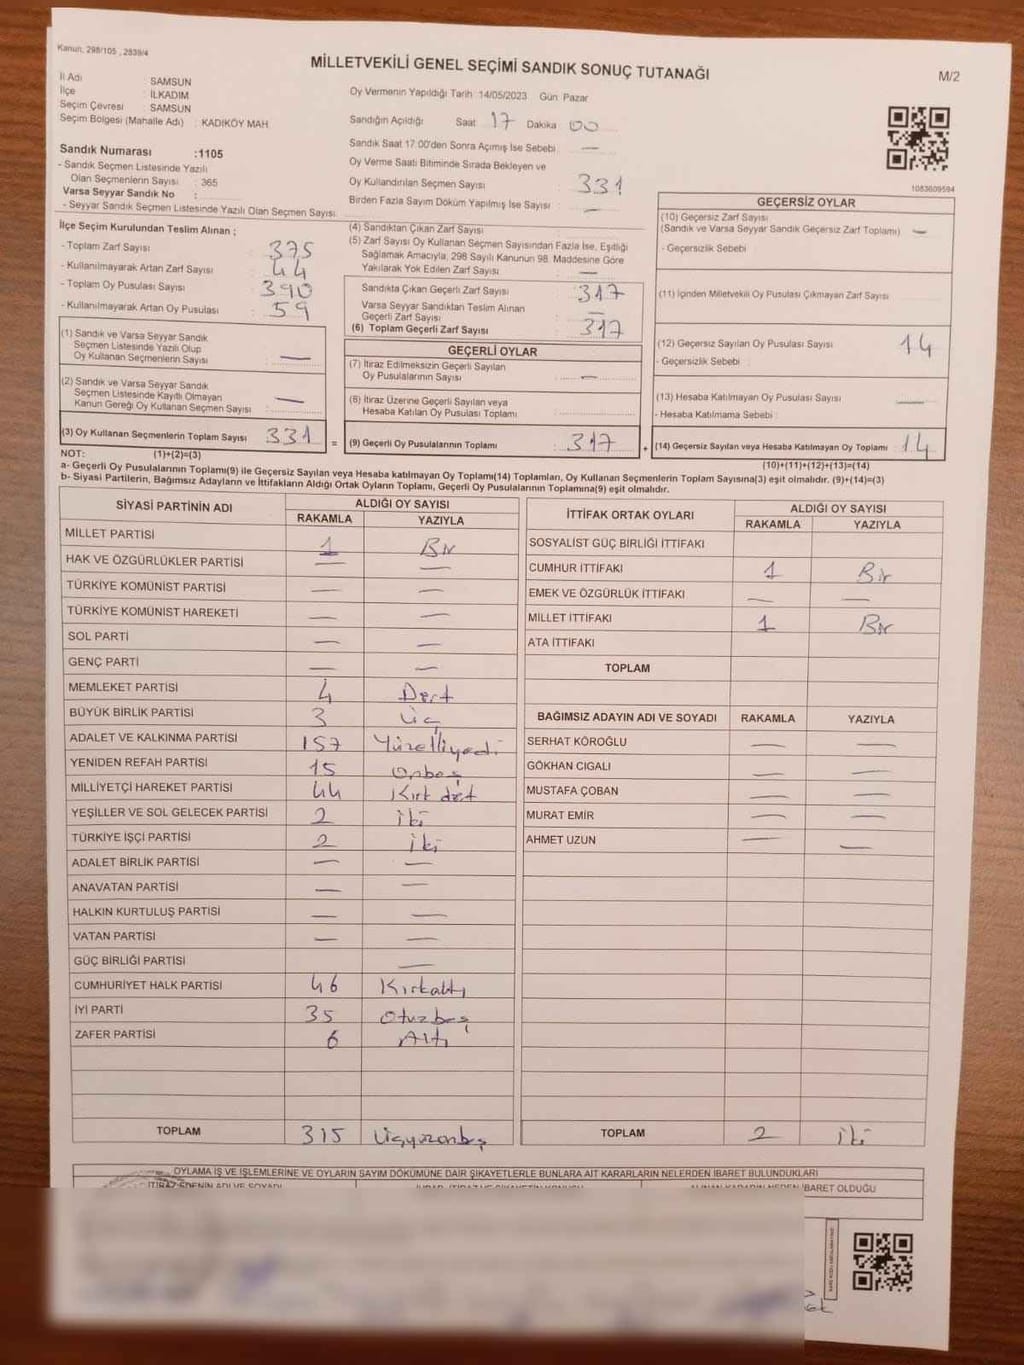 Kanun, 298/105 , 2839/4
MİLLETVEKİLİ GENEL SEÇİMİ SANDIK SONUÇ TUTANAĞI
M/2
İl Adı SAMSUN
İlçe : İLKADIM
Seçim Çevresi : SAMSUN
Seçim Bölgesi (Mahalle Adı) : KADIKÖY MAH.
Sandık Numarası :1105
- Sandık Seçmen Listesinde Yazılı
Olan Seçmenlerin Sayısı : 365
Varsa Seyyar Sandık No :
- Seyyar Sandık Seçmen Listesinde Yazılı Olan Seçmen Sayısı
Oy Vermenin Yapıldığı Tarih :14/05/2023 Gün :Pazar
Sandığın Açıldığı Saat 17 Dakika 00
Sandık Saat 17:00'den Sonra Açımış İse Sebebi —
Oy Verme Saati Bitiminde Sırada Bekleyen ve
Oy Kullandırılan Seçmen Sayısı 331
Birden Fazla Sayım Döküm Yapılmış İse Sayısı —
1083609594
İlçe Seçim Kurulundan Teslim Alınan ;
- Toplam Zarf Sayısı : 375
- Kullanılmayarak Artan Zarf Sayısı : 44
- Toplam Oy Pusulası Sayısı : 390
- Kullanılmayarak Artan Oy Pusulası : 59
(1) Sandık ve Varsa Seyyar Sandık
Seçmen Listesinde Yazılı Olup
Oy Kullanan Seçmenlerin Sayısı : —
(2) Sandık ve Varsa Seyyar Sandık
Seçmen Listesinde Kayıtlı Olmayan
Kanun Gereği Oy Kullanan Seçmen Sayısı : —
(3) Oy Kullanan Seçmenlerin Toplam Sayısı 331
(4) Sandıktan Çıkan Zarf Sayısı
(5) Zarf Sayısı Oy Kullanan Seçmen Sayısından Fazla İse, Eşitliği
Sağlamak Amacıyla, 298 Sayılı Kanunun 98. Maddesine Göre
Yakılarak Yok Edilen Zarf Sayısı —
Sandıkta Çıkan Geçerli Zarf Sayısı 317
Varsa Seyyar Sandıktan Teslim Alınan
Geçerli Zarf Sayısı —
(6) Toplam Geçerli Zarf Sayısı 317
GEÇERLİ OYLAR
(7) İtiraz Edilmeksizin Geçerli Sayılan
Oy Pusulalarının Sayısı —
(8) İtiraz Üzerine Geçerli Sayılan veya
Hesaba Katılan Oy Pusulası Toplamı
= (9) Geçerli Oy Pusulalarının Toplamı : 317
GEÇERSİZ OYLAR
(10) Geçersiz Zarf Sayısı
(Sandık ve Varsa Seyyar Sandık Geçersiz Zarf Toplamı) —
- Geçersizlik Sebebi
(11) İçinden Milletvekili Oy Pusulası Çıkmayan Zarf Sayısı
(12) Geçersiz Sayılan Oy Pusulası Sayısı 14
- Geçersizlik Sebebi :
(13) Hesaba Katılmayan Oy Pusulası Sayısı —
- Hesaba Katılmama Sebebi :
+ (14) Geçersiz Sayılan veya Hesaba Katılmayan Oy Toplamı : 14
NOT: (1)+(2)=(3)
(10)+(11)+(12)+(13)=(14)
a- Geçerli Oy Pusulalarının Toplamı(9) ile Geçersiz Sayılan veya Hesaba katılmayan Oy Toplamı(14) Toplamları, Oy Kullanan Seçmenlerin Toplam Sayısına(3) eşit olmalıdır. (9)+(14)=(3)
b- Siyasi Partilerin, Bağımsız Adayların ve İttifakların Aldığı Ortak Oyların Toplamı, Geçerli Oy Pusulalarının Toplamına(9) eşit olmalıdır.
SİYASİ PARTİNİN ADI ALDIĞI OY SAYISI
RAKAMLA YAZIYLA
MİLLET PARTİSİ 1 Bir
HAK VE ÖZGÜRLÜKLER PARTİSİ — —
TÜRKİYE KOMÜNİST PARTİSİ — —
TÜRKİYE KOMÜNİST HAREKETİ — —
SOL PARTİ — —
GENÇ PARTİ — —
MEMLEKET PARTİSİ 4 Dört
BÜYÜK BİRLİK PARTİSİ 3 Üç
ADALET VE KALKINMA PARTİSİ 157 Yüzelliyedi
YENİDEN REFAH PARTİSİ 15 Onbeş
MİLLİYETÇİ HAREKET PARTİSİ 44 Kırk dört
YEŞİLLER VE SOL GELECEK PARTİSİ 2 İki
TÜRKİYE İŞÇİ PARTİSİ 2 İki
ADALET BİRLİK PARTİSİ — —
ANAVATAN PARTİSİ — —
HALKIN KURTULUŞ PARTİSİ — —
VATAN PARTİSİ — —
GÜÇ BİRLİĞİ PARTİSİ —
CUMHURİYET HALK PARTİSİ 46 Kırkaltı
İYİ PARTİ 35 Otuzbeş
ZAFER PARTİSİ 6 Altı
TOPLAM 315 Üçyüzonbeş
İTTİFAK ORTAK OYLARI ALDIĞI OY SAYISI
RAKAMLA YAZIYLA
SOSYALİST GÜÇ BİRLİĞİ İTTİFAKI
CUMHUR İTTİFAKI 1 Bir
EMEK VE ÖZGÜRLÜK İTTİFAKI — —
MİLLET İTTİFAKI 1 Bir
ATA İTTİFAKI
TOPLAM
BAĞIMSIZ ADAYIN ADI VE SOYADI RAKAMLA YAZIYLA
SERHAT KÖROĞLU — —
GÖKHAN CIGALI — —
MUSTAFA ÇOBAN — —
MURAT EMİR — —
AHMET UZUN — —
TOPLAM 2 İki
OYLAMA İŞ VE İŞLEMLERİNE VE OYLARIN SAYIM DÖKÜMÜNE DAİR ŞİKAYETLERLE BUNLARA AİT KARARLARIN NELERDEN İBARET BULUNDUKLARI
İTİRAZ EDENİN ADI VE SOYADI
ALINAN KARARIN NEDEN İBARET OLDUĞU